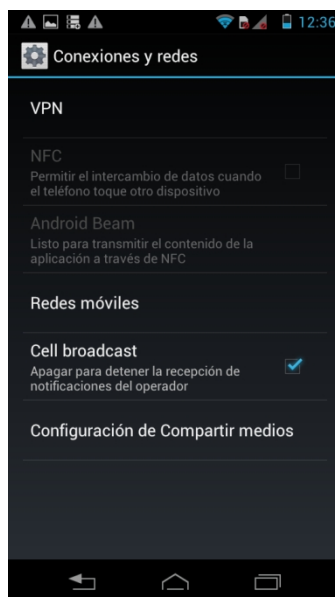 12:36
Conexiones y redes
VPN
NFC
Permitir el intercambio de datos cuando
el teléfono toque otro dispositivo
Android Beam
Listo para transmitir el contenido de la
aplicación a través de NFC
Redes móviles
Cell broadcast
Apagar para detener la recepción de
notificaciones del operador
Configuración de Compartir medios